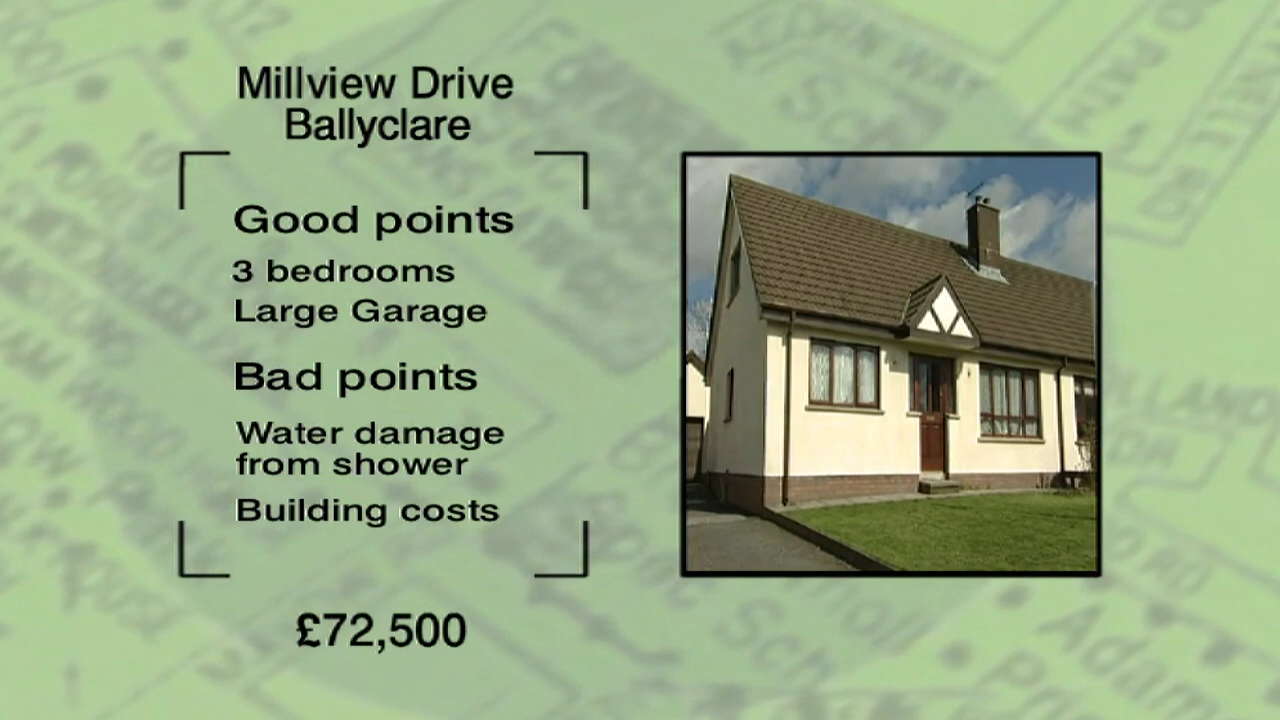 Millview Drive
Ballyclare
Good points
3 bedrooms
Large Garage
Bad points
Water damage
from shower
Building costs
£72,500